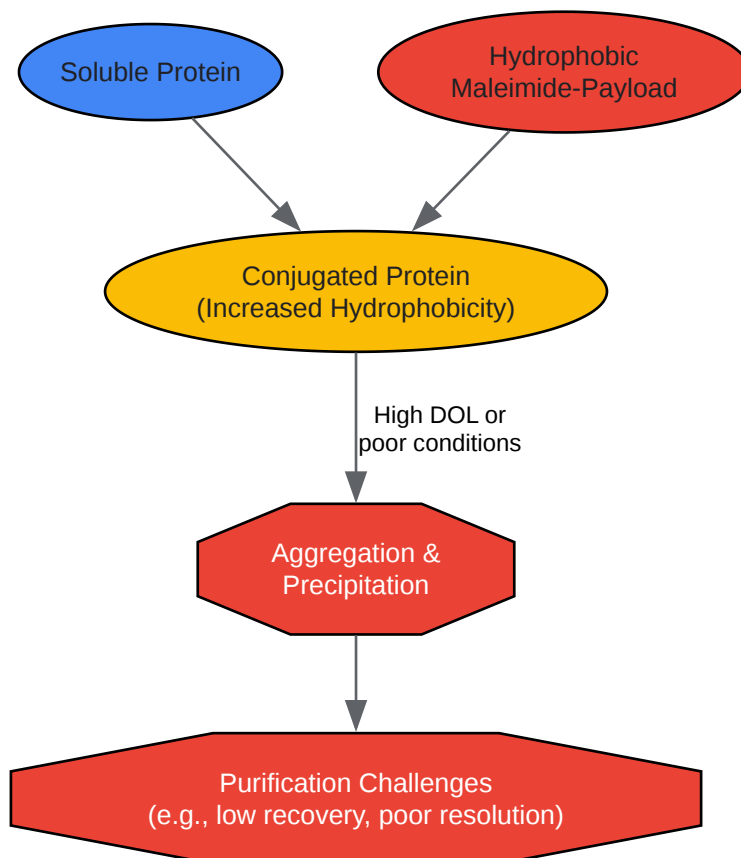 Soluble Protein
Hydrophobic
Maleimide-Payload
Conjugated Protein
(Increased Hydrophobicity)
High DOL or
poor conditions
Aggregation &
Precipitation
Purification Challenges
(e.g., low recovery, poor resolution)